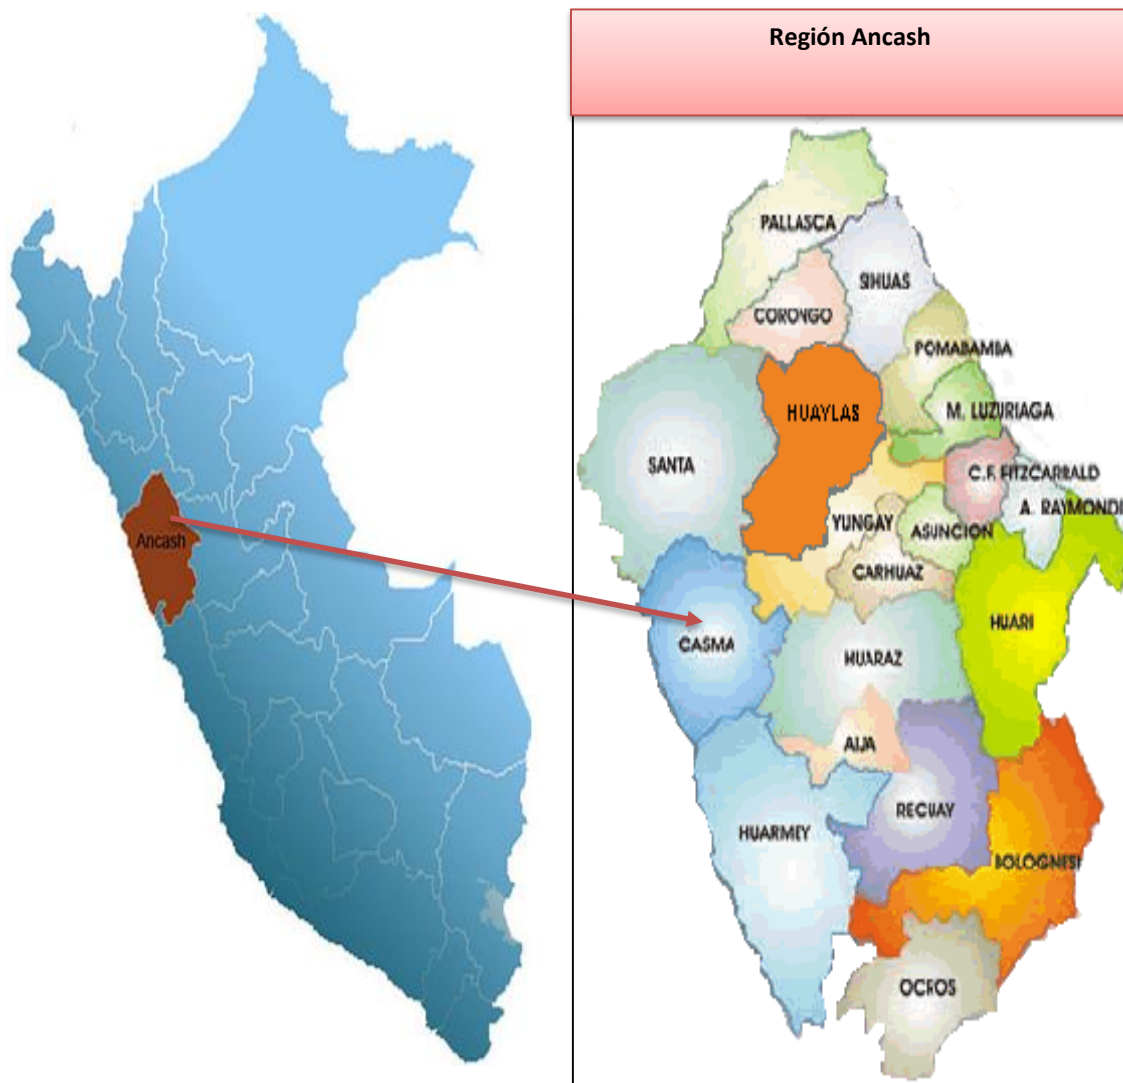 Región Ancash
Ancash
PALLASCA
SIHUAS
CORONGO
POMABAMBA
HUAYLAS
M. LUZURIAGA
SANTA
C.F. FITZCARRALD
A. RAYMONDI
YUNGAY
ASUNCION
CARHUAZ
HUARI
CASMA
HUARAZ
AIJA
RECUAY
HUARMEY
BOLOGNESI
OCROS